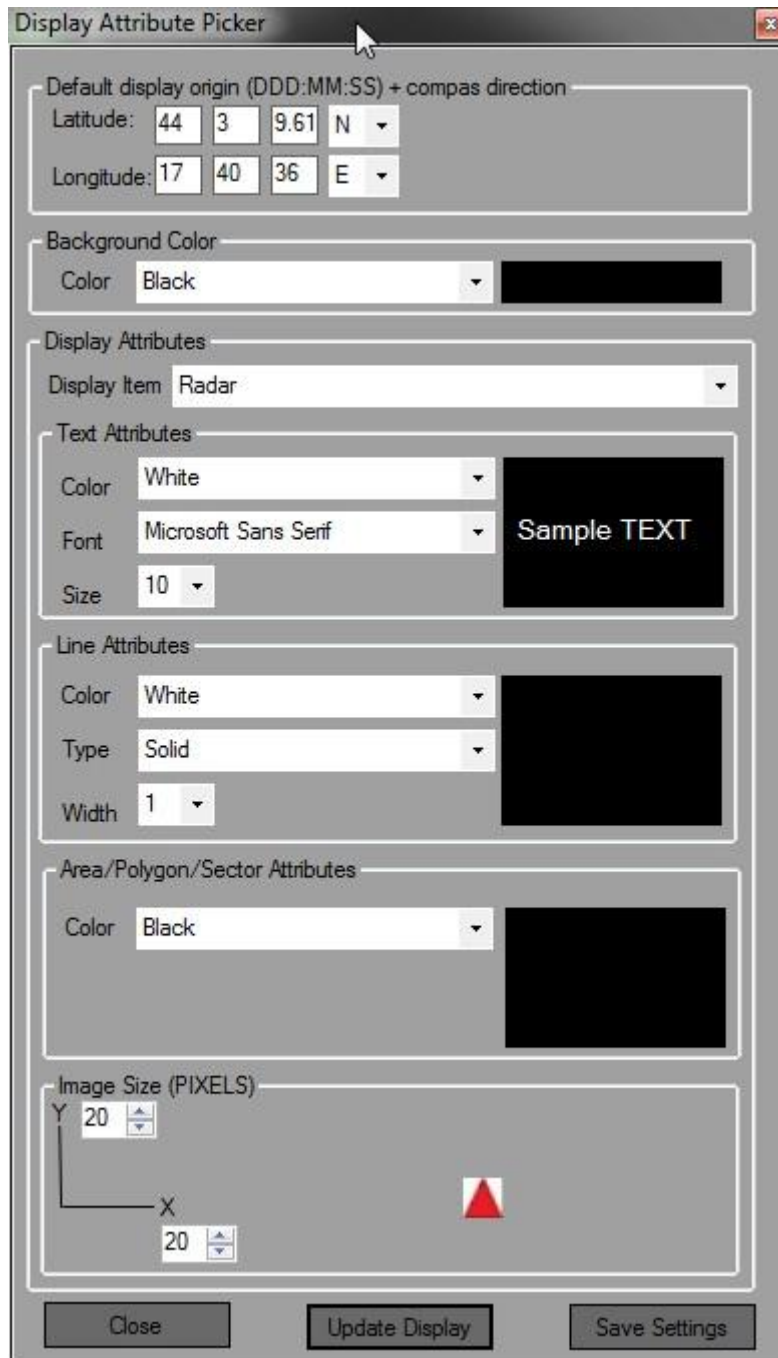 Display Attribute Picker
Default display origin (DDD:MM:SS) + compas direction
Latitude: 44 3 9.61 N
Longitude: 17 40 36 E
Background Color
Color Black
Display Attributes
Display Item Radar
Text Attributes
Color White
Font Microsoft Sans Serif
Sample TEXT
Size 10
Line Attributes
Color White
Type Solid
Width 1
Area/Polygon/Sector Attributes
Color Black
Image Size (PIXELS)
Y 20
X
20
Close Update Display Save Settings